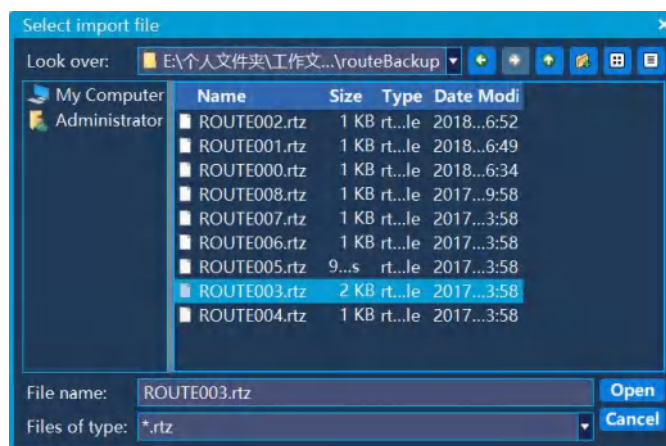 Select import file
Look over: E:\个人文件夹\工作文...\routeBackup
My Computer
Administrator
Name Size Type Date Modi
ROUTE002.rtz 1 KB rt...le 2018...6:52
ROUTE001.rtz 1 KB rt...le 2018...6:49
ROUTE000.rtz 1 KB rt...le 2018...6:34
ROUTE008.rtz 1 KB rt...le 2017...9:58
ROUTE007.rtz 1 KB rt...le 2017...3:58
ROUTE006.rtz 1 KB rt...le 2017...3:58
ROUTE005.rtz 9...s rt...le 2017...3:58
ROUTE003.rtz 2 KB rt...le 2017...3:58
ROUTE004.rtz 1 KB rt...le 2017...3:58
File name: ROUTE003.rtz Open
Files of type: *.rtz Cancel